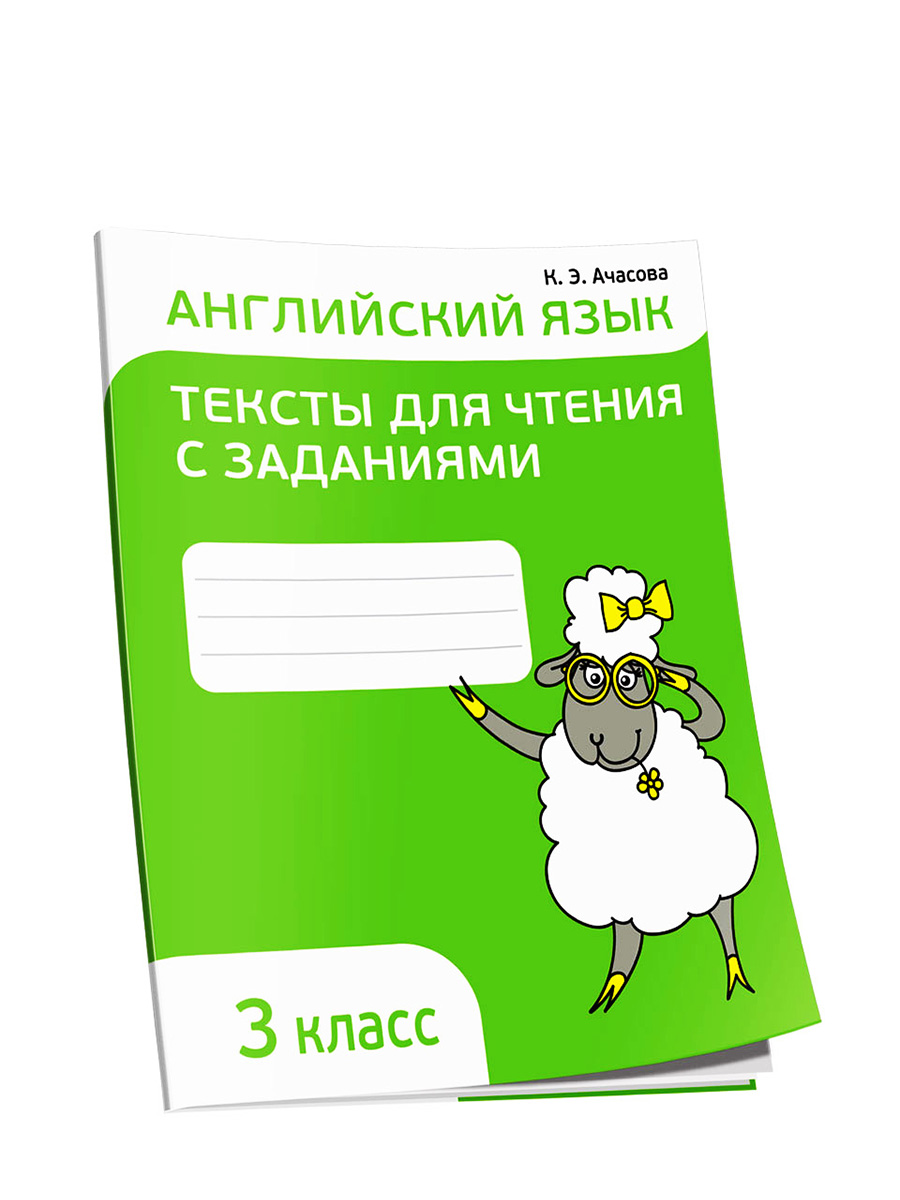 К. Э. Ачасова
АНГЛИЙСКИЙ ЯЗЫК
ТЕКСТЫ ДЛЯ ЧТЕНИЯ
С ЗАДАНИЯМИ
3 класс